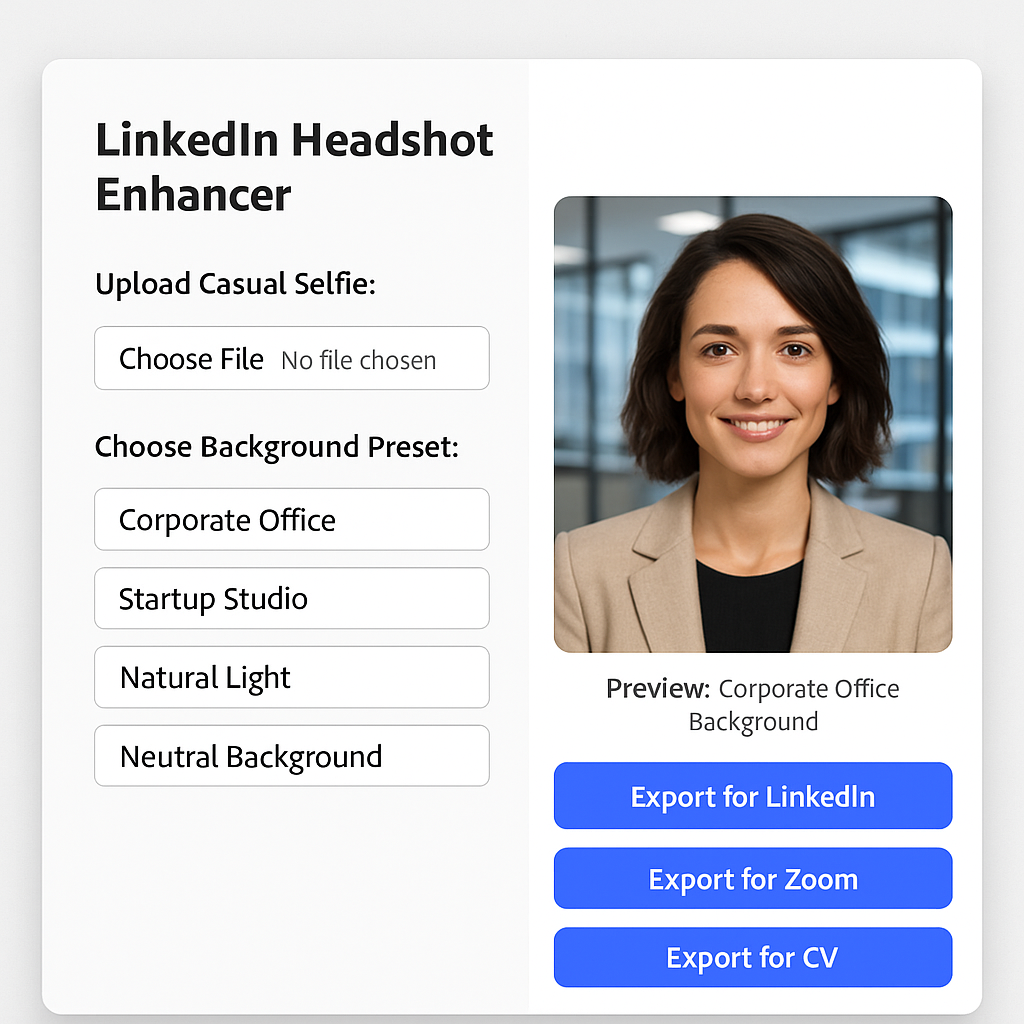 LinkedIn Headshot
Enhancer
Upload Casual Selfie:
Choose File No file chosen
Choose Background Preset:
Corporate Office
Startup Studio
Natural Light
Neutral Background
Preview: Corporate Office
Background
Export for LinkedIn
Export for Zoom
Export for CV